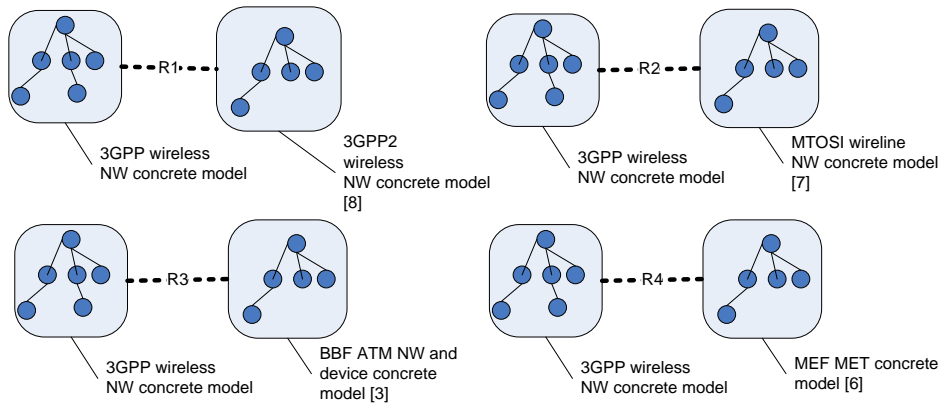 R1
3GPP wireless
NW concrete model
3GPP2
wireless
NW concrete model
[8]
R2
3GPP wireless
NW concrete model
MTOSI wireline
NW concrete model
[7]
R3
3GPP wireless
NW concrete model
BBF ATM NW and
device concrete
model [3]
R4
3GPP wireless
NW concrete model
MEF MET concrete
model [6]